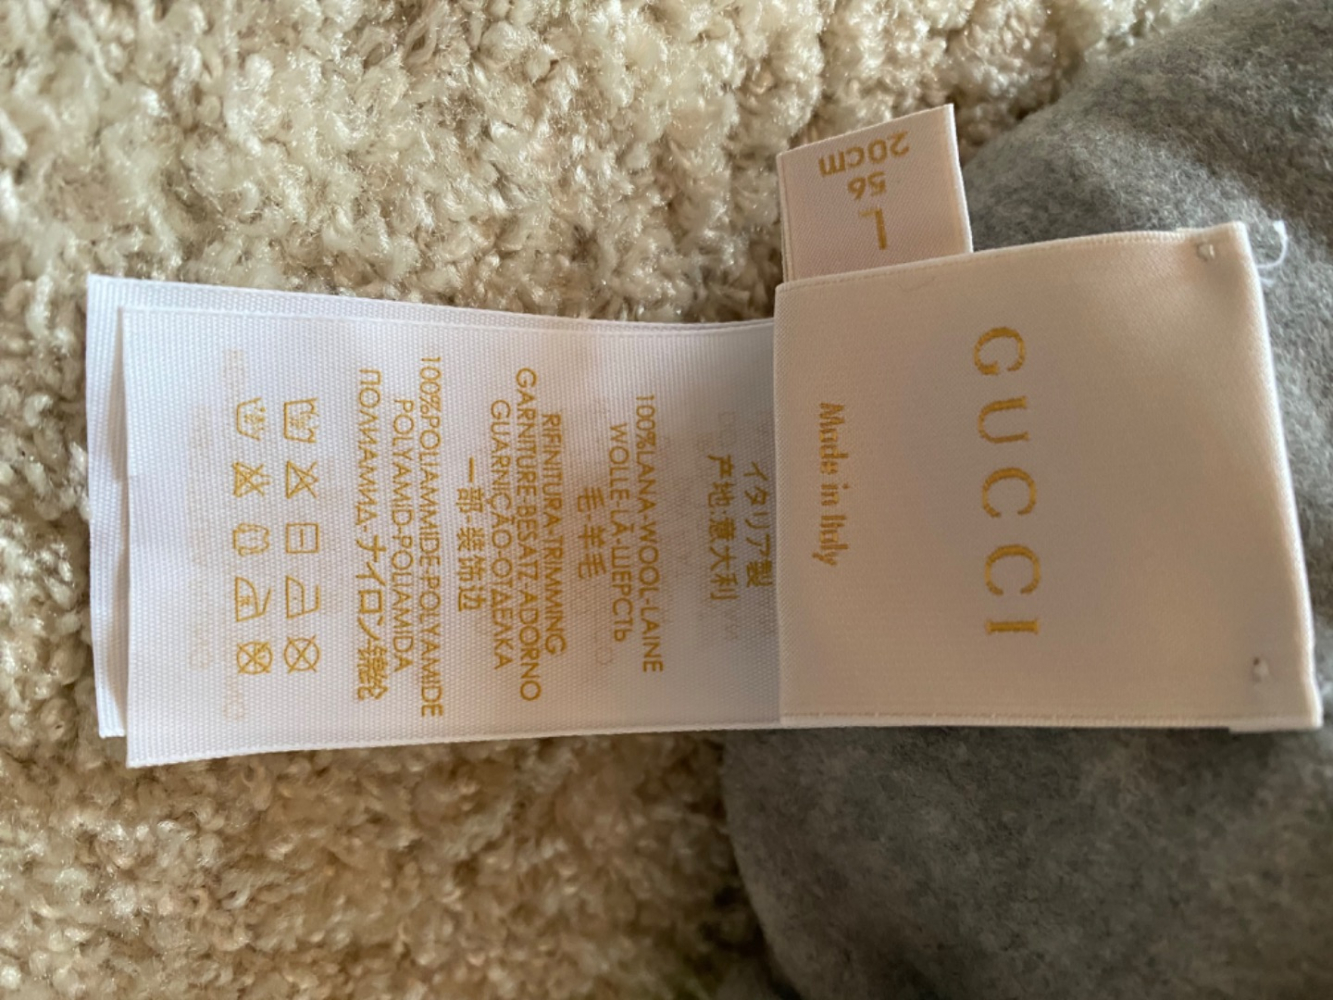 GUCCI
Made in Italy
L
56
20cm
イタリア製
产地:意大利
100%LANA-WOOL-LAINE
WOLLE-LÃ-ШЕРСТЬ
毛-羊毛
RIFINITURA-TRIMMING
GARNITURE-BESATZ-ADORNO
GUARNIÇÃO-ОТДЕЛКА
一部-装饰边
100%POLIAMMIDE-POLYAMIDE
POLYAMID-POLIAMIDA
ПОЛИАМИД-ナイロン-锦纶